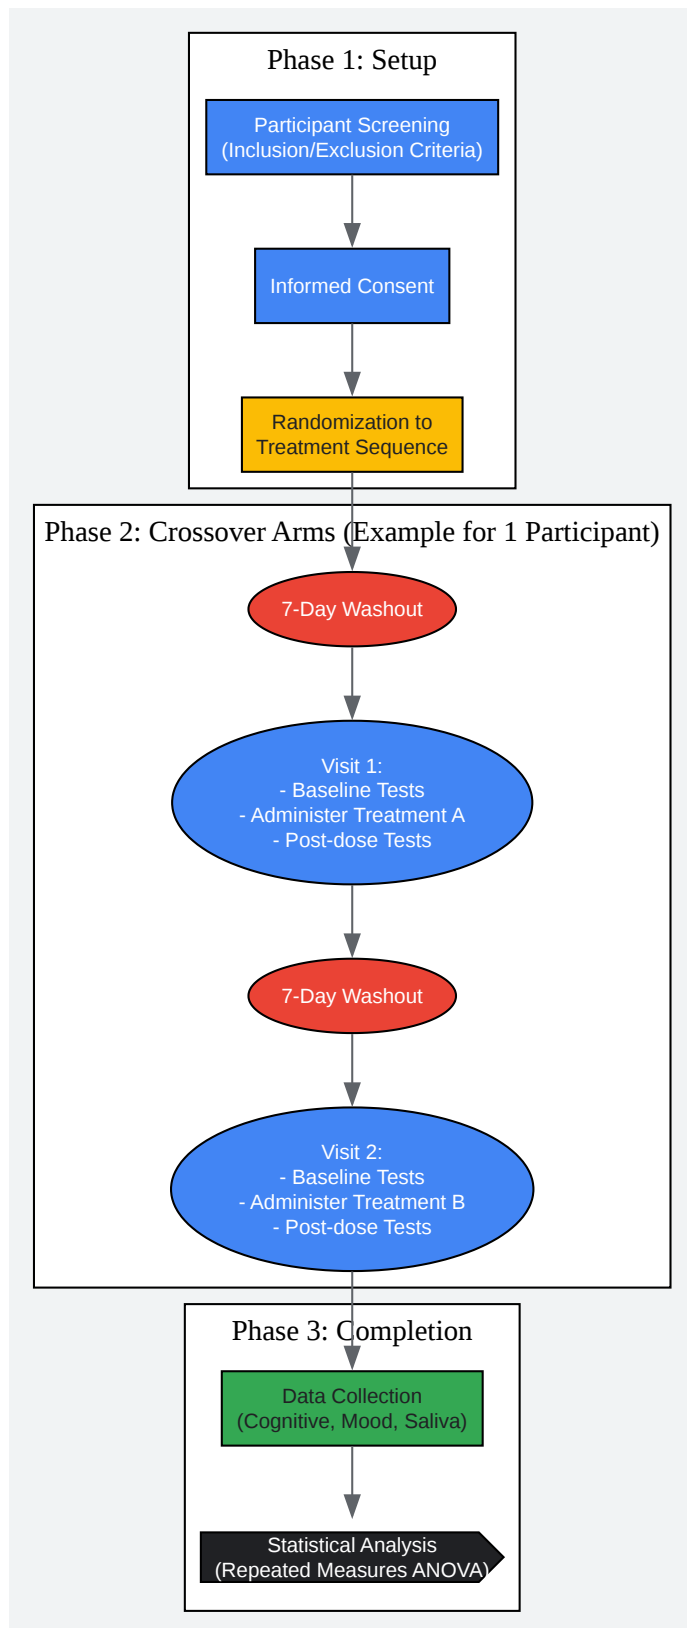 Phase 1: Setup
Participant Screening
(Inclusion/Exclusion Criteria)
Informed Consent
Randomization to
Treatment Sequence
Phase 2: Crossover Arms (Example for 1 Participant)
7-Day Washout
Visit 1:
- Baseline Tests
- Administer Treatment A
- Post-dose Tests
7-Day Washout
Visit 2:
- Baseline Tests
- Administer Treatment B
- Post-dose Tests
Phase 3: Completion
Data Collection
(Cognitive, Mood, Saliva)
Statistical Analysis
(Repeated Measures ANOVA)